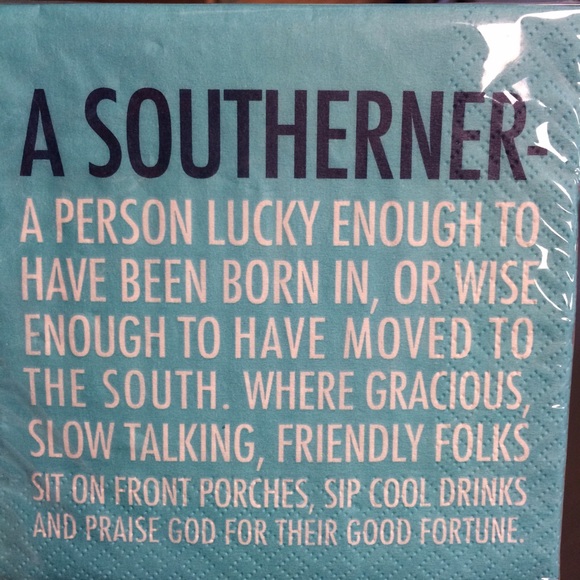 A SOUTHERNER-
A PERSON LUCKY ENOUGH TO
HAVE BEEN BORN IN, OR WISE
ENOUGH TO HAVE MOVED TO
THE SOUTH. WHERE GRACIOUS,
SLOW TALKING, FRIENDLY FOLKS
SIT ON FRONT PORCHES, SIP COOL DRINKS
AND PRAISE GOD FOR THEIR GOOD FORTUNE.